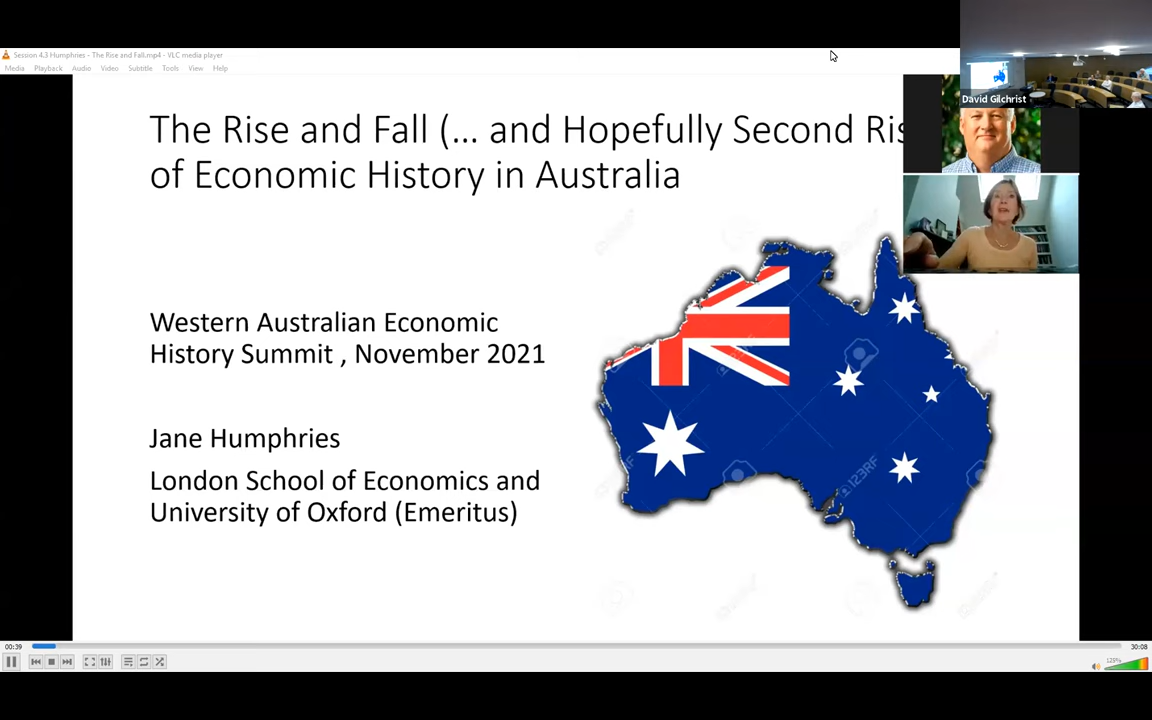 Session 4.3 Humphries - The Rise and Fall.mp4 - VLC media player
Media Playback Audio Video Subtitle Tools View Help
David Gilchrist
The Rise and Fall (... and Hopefully Second Ris
of Economic History in Australia
Western Australian Economic
History Summit , November 2021
Jane Humphries
London School of Economics and
University of Oxford (Emeritus)
123RF
123RF
00:39
30:08
125%